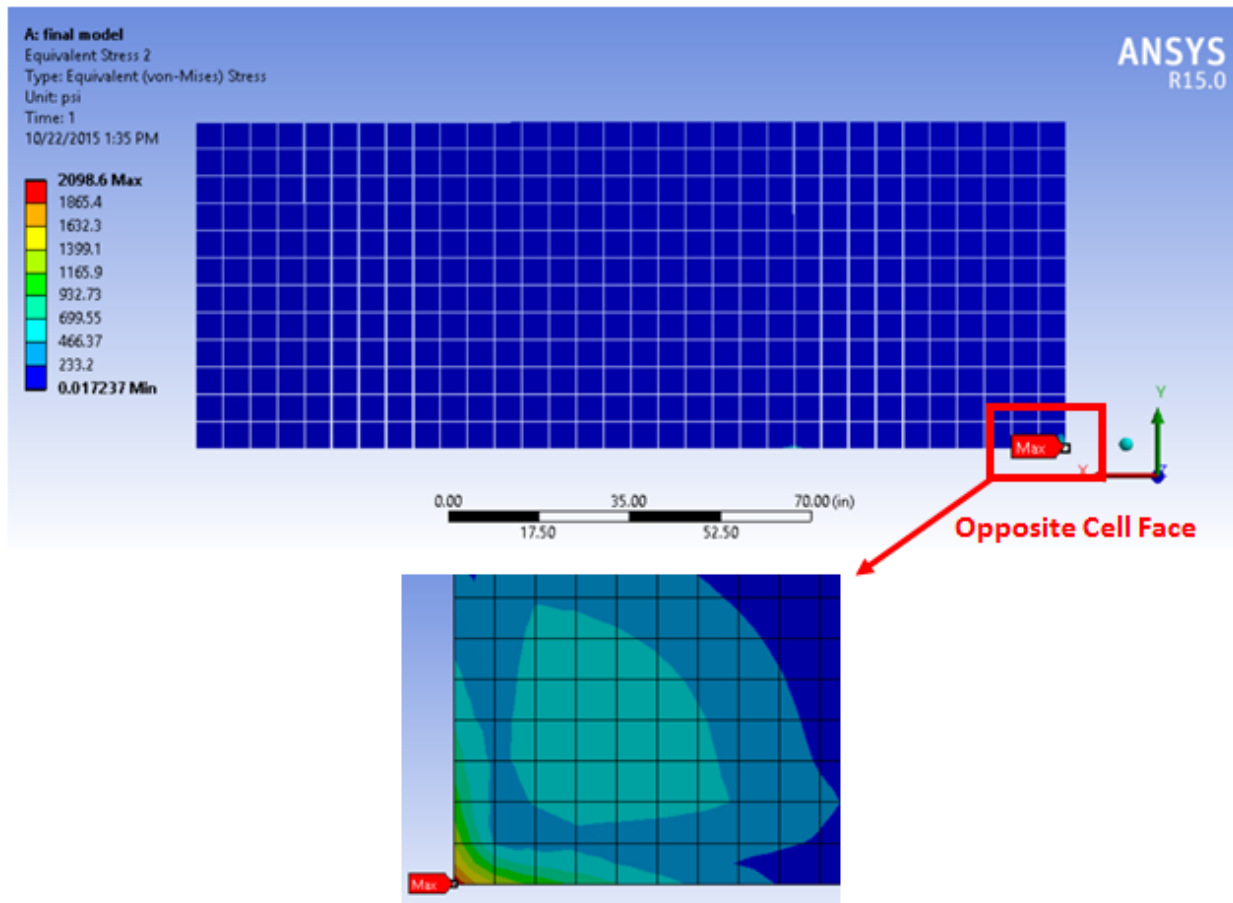 A: final model
Equivalent Stress 2
Type: Equivalent (von-Mises) Stress
Unit: psi
Time: 1
10/22/2015 1:35 PM
ANSYS
R15.0
2098.6 Max
1865.4
1632.3
1399.1
1165.9
932.73
699.55
466.37
233.2
0.017237 Min
Y
Max
X
Z
0.00
35.00
70.00 (in)
17.50
52.50
Opposite Cell Face
Max